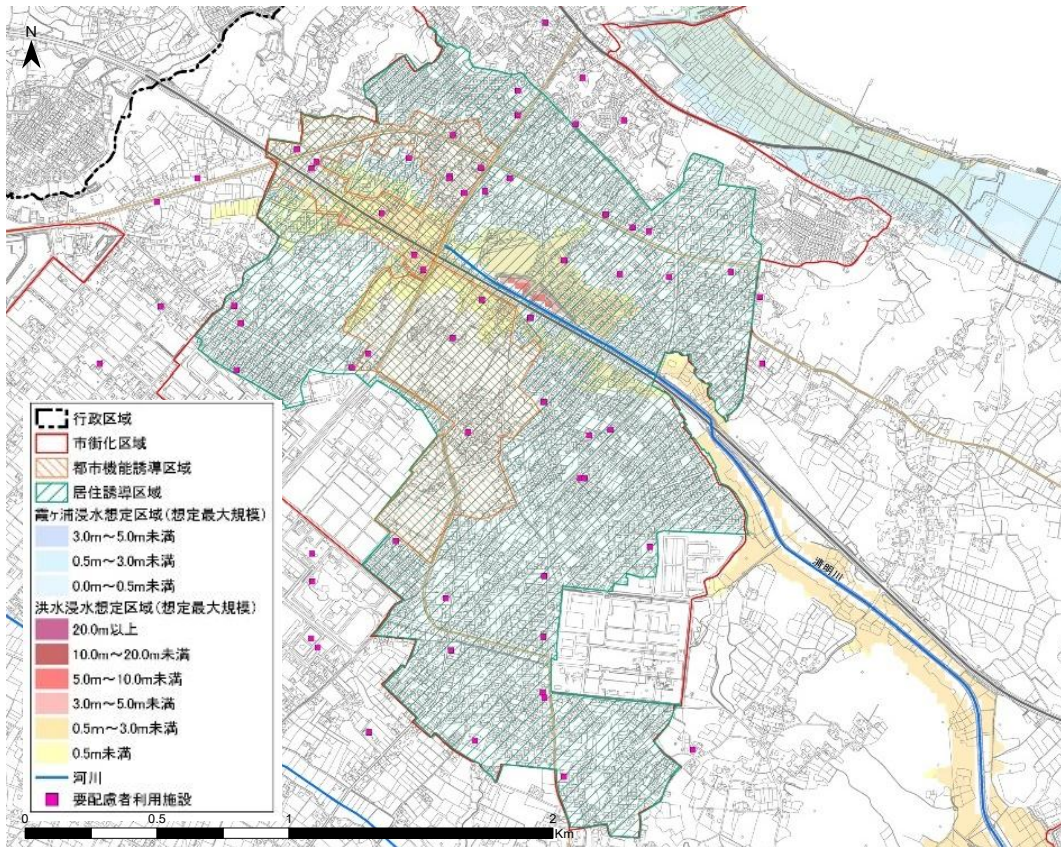 N
清明川
行政区域
市街化区域
都市機能誘導区域
居住誘導区域
霞ヶ浦浸水想定区域(想定最大規模)
3.0m～5.0m未満
0.5m～3.0m未満
0.0m～0.5m未満
洪水浸水想定区域(想定最大規模)
20.0m以上
10.0m～20.0m未満
5.0m～10.0m未満
3.0m～5.0m未満
0.5m～3.0m未満
0.5m未満
河川
要配慮者利用施設
0 0.5 1 2
Km